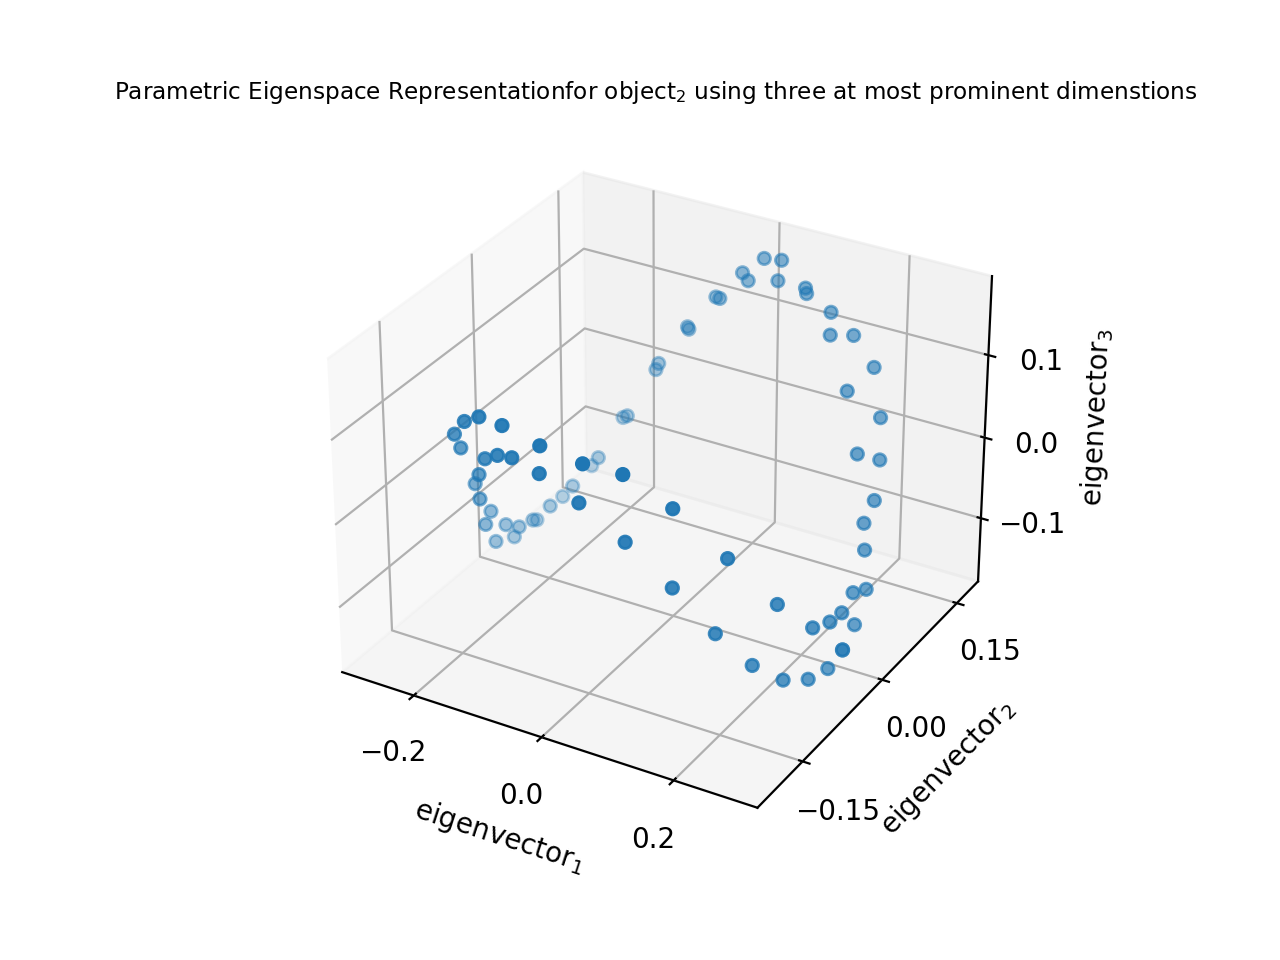 Parametric Eigenspace Representationfor object₂ using three at most prominent dimenstions
0.1
0.0
−0.1
eigenvector₃
0.15
0.00
−0.15
eigenvector₂
−0.2
0.0
0.2
eigenvector₁